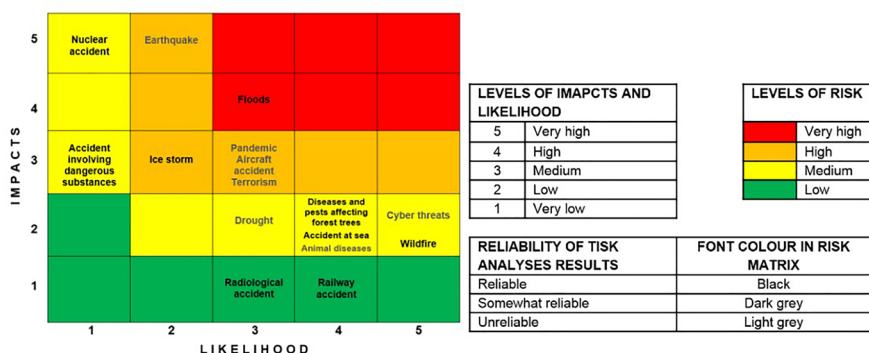 IMPACTS
5
4
3
2
1
Nuclear
accident
Earthquake
Floods
Accident
involving
dangerous
substances
Ice storm
Pandemic
Aircraft
accident
Terrorism
Drought
Diseases and
pests affecting
forest trees
Accident at sea
Animal diseases
Cyber threats
Wildfire
Radiological
accident
Railway
accident
1 2 3 4 5
LIKELIHOOD
LEVELS OF IMAPCTS AND
LIKELIHOOD
5 Very high
4 High
3 Medium
2 Low
1 Very low
LEVELS OF RISK
Very high
High
Medium
Low
RELIABILITY OF TISK
ANALYSES RESULTS
FONT COLOUR IN RISK
MATRIX
Reliable Black
Somewhat reliable Dark grey
Unreliable Light grey